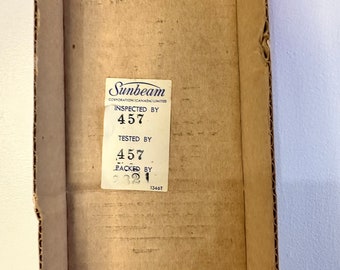 Sunbeam
CORPORATION (CANADA) LIMITED
INSPECTED BY
457
TESTED BY
457
PACKED BY